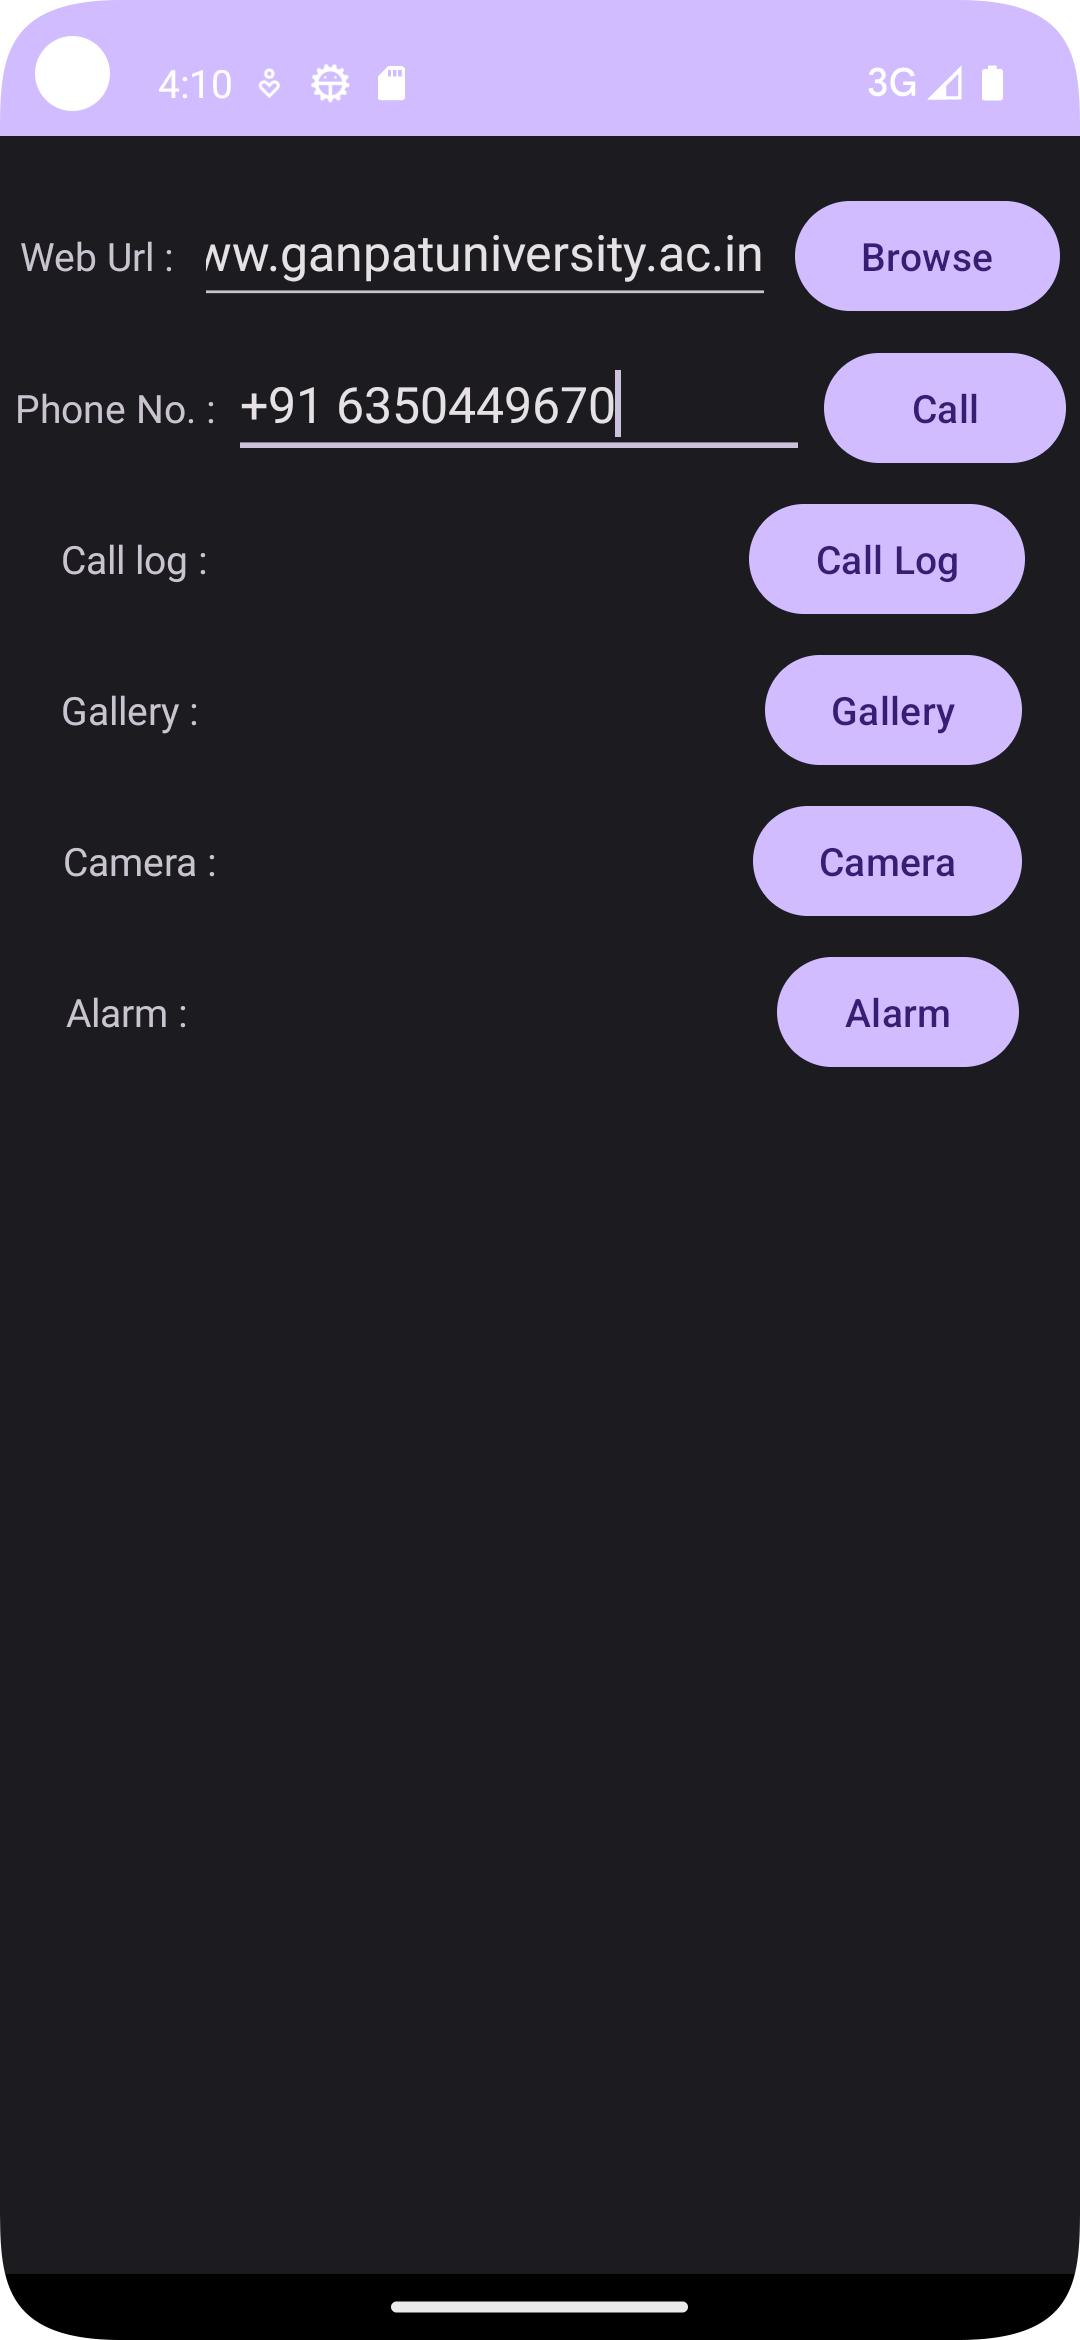 4:10 3G
Web Url : ww.ganpatuniversity.ac.in Browse
Phone No. : +91 6350449670 Call
Call log : Call Log
Gallery : Gallery
Camera : Camera
Alarm : Alarm